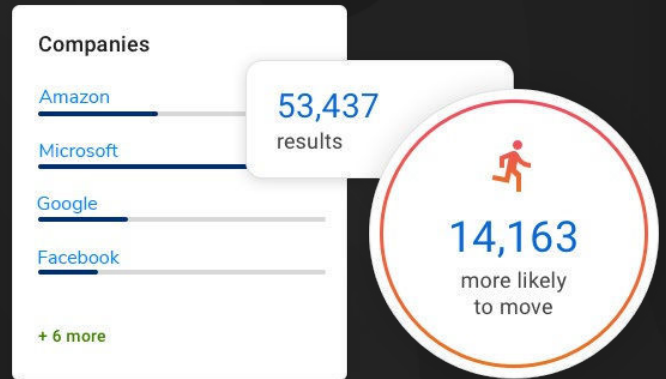 Companies
Amazon
Microsoft
Google
Facebook
+ 6 more
53,437
results
14,163
more likely
to move